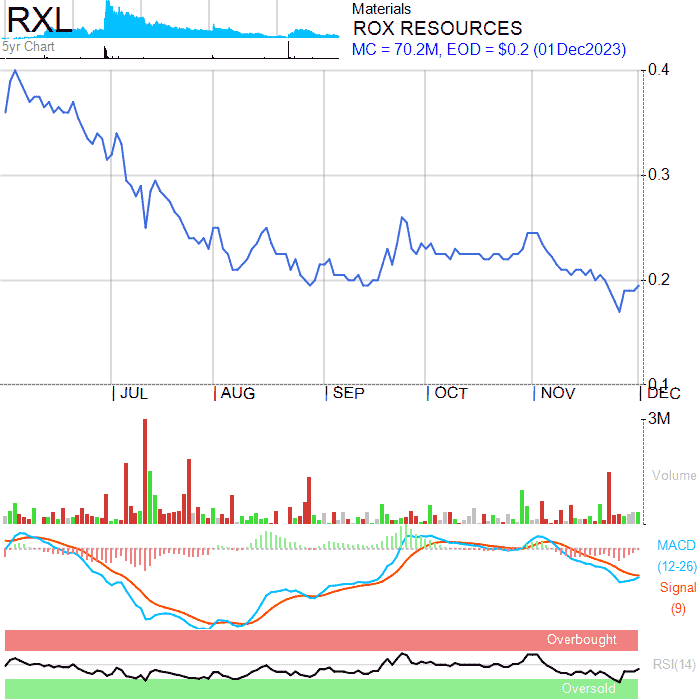 RXL
5yr Chart
Materials
ROX RESOURCES
MC = 70.2M, EOD = $0.2 (01Dec2023)
0.4
0.3
0.2
0.1
JUL
AUG
SEP
OCT
NOV
DEC
3M
Volume
MACD
(12-26)
Signal
(9)
Overbought
RSI(14)
Oversold